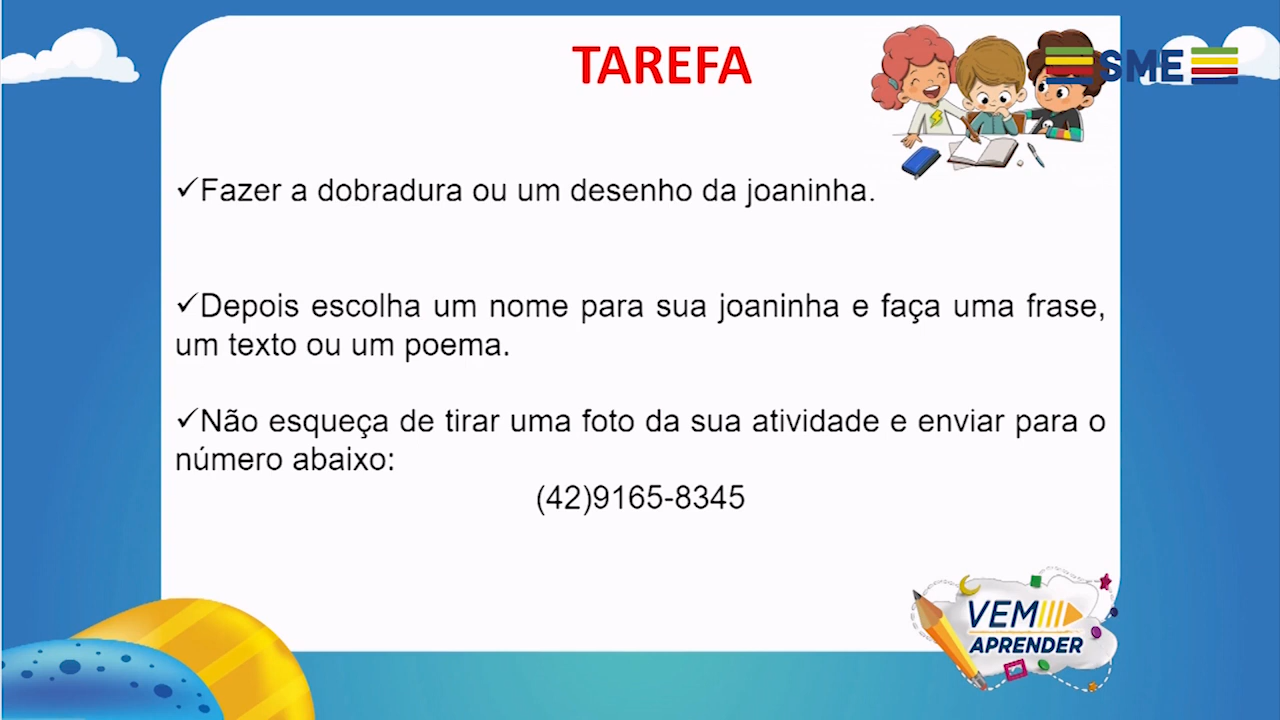 TAREFA
SME
✓Fazer a dobradura ou um desenho da joaninha.
✓Depois escolha um nome para sua joaninha e faça uma frase,
um texto ou um poema.
✓Não esqueça de tirar uma foto da sua atividade e enviar para o
número abaixo:
(42)9165-8345
VEM
APRENDER